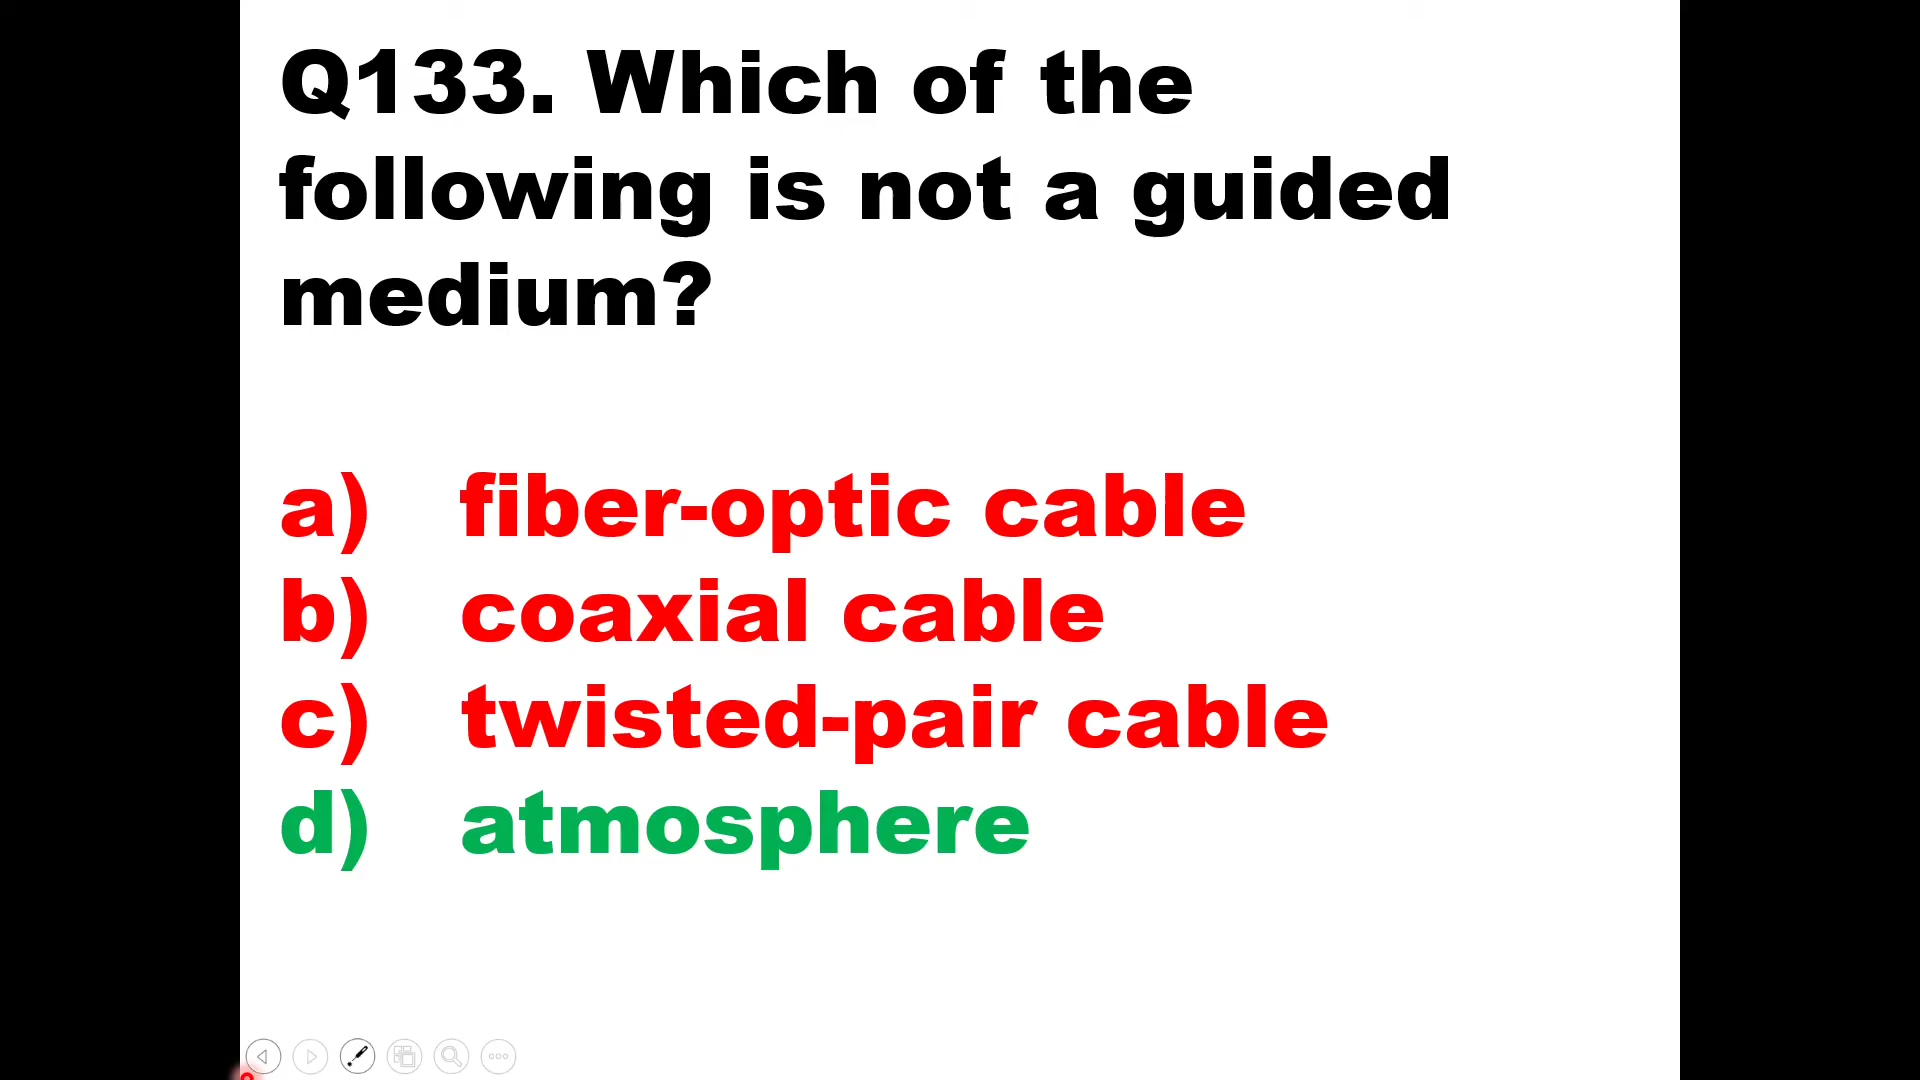 Q133. Which of the
following is not a guided
medium?
a) fiber-optic cable
b) coaxial cable
c) twisted-pair cable
d) atmosphere